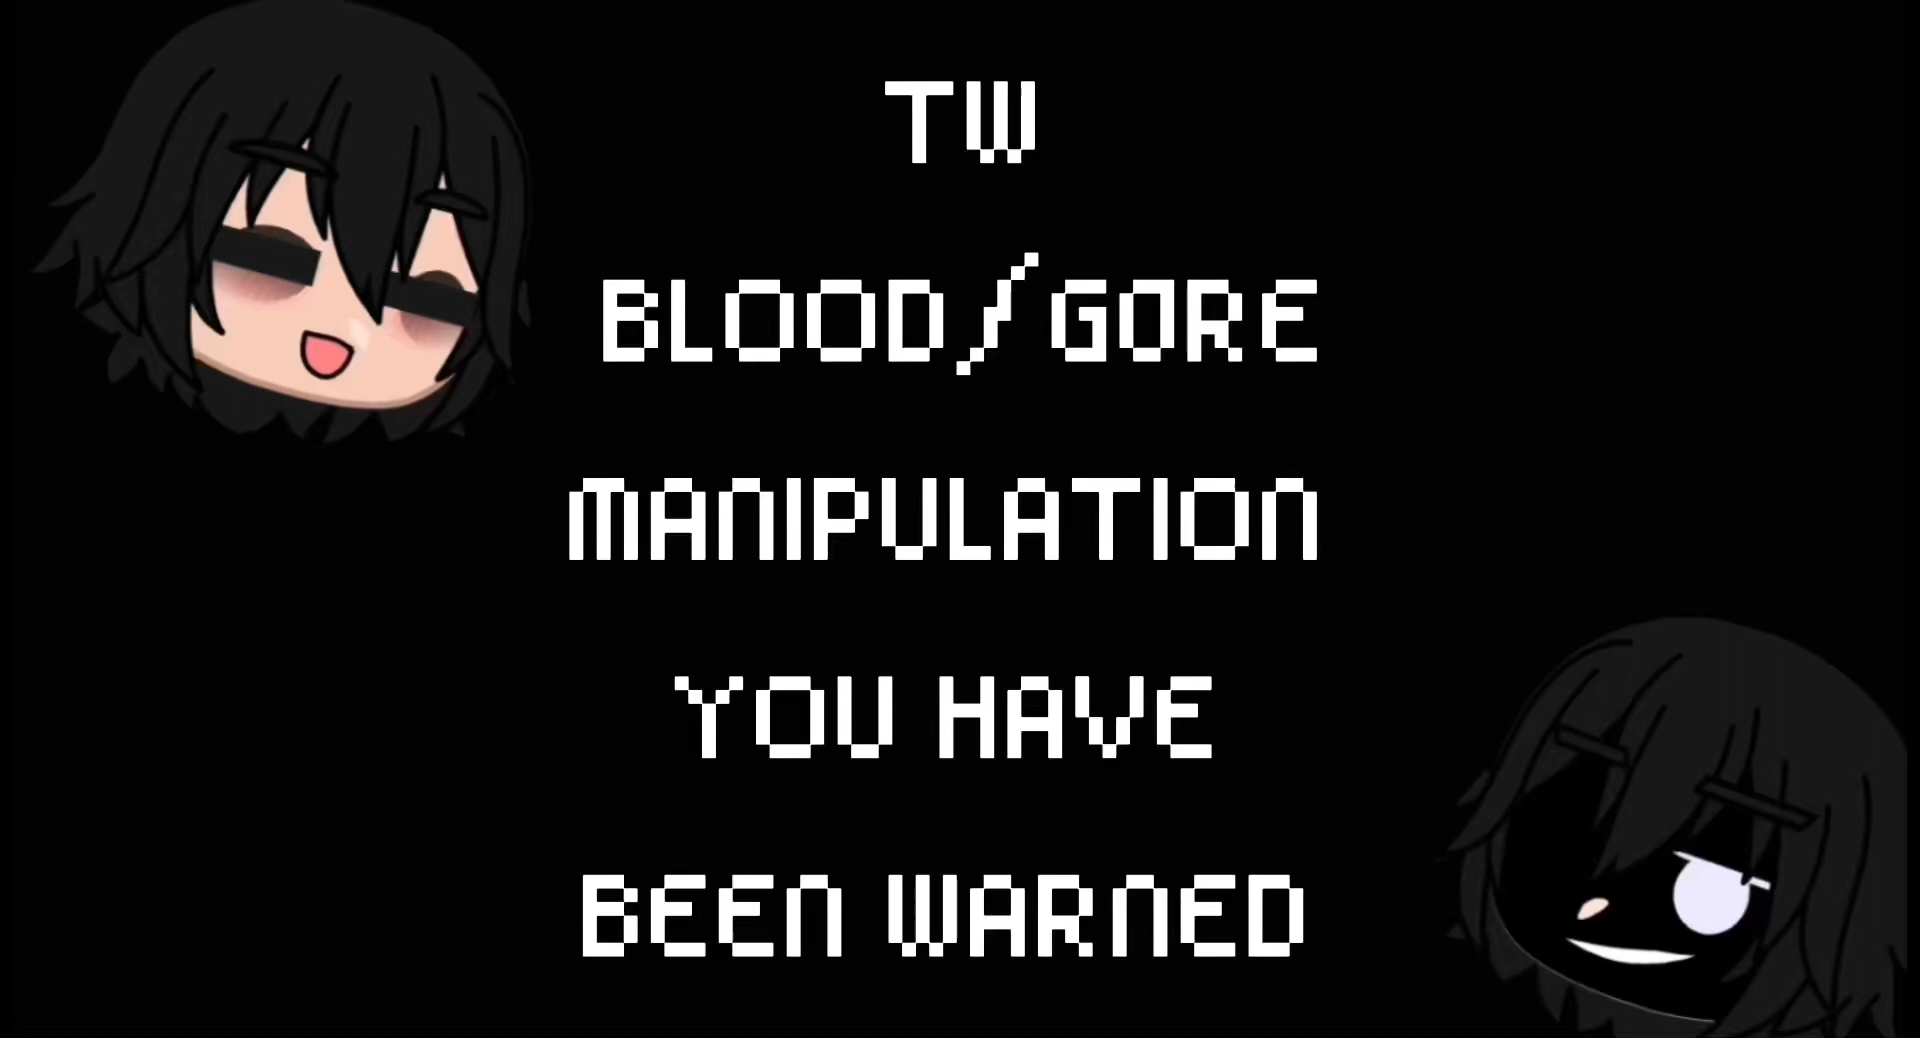 TW
BLOOD/GORE
MANIPULATION
YOU HAVE
BEEN WARNED